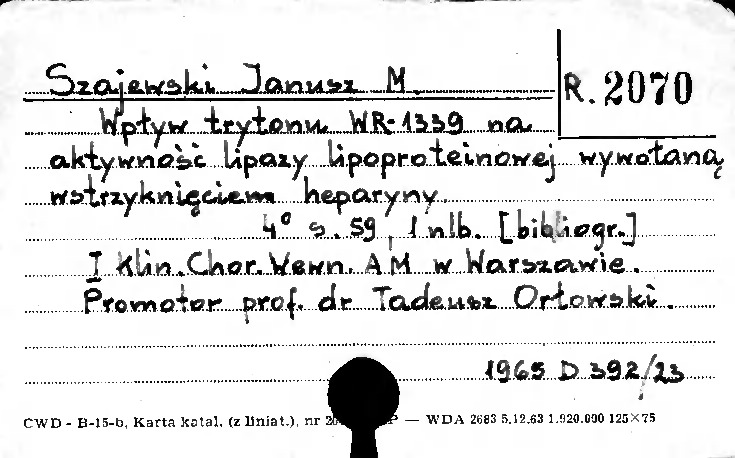 Szajewski Janusz M.
R. 2070
Wpływ trytonu WR-1339 na
aktywność lipazy lipoproteinowej wywołaną
wstrzyknięciem heparyny.
4° s. 59, 1 nlb. [bibliogr.]
I Klin. Chor. Wewn. AM w Warszawie.
Promotor prof. dr Tadeusz Orłowski.
1965 D 392/23
CWD - B-15-b, Karta katal. (z liniat.), nr — WDA 2683 5.12.63 1.920.000 125×75